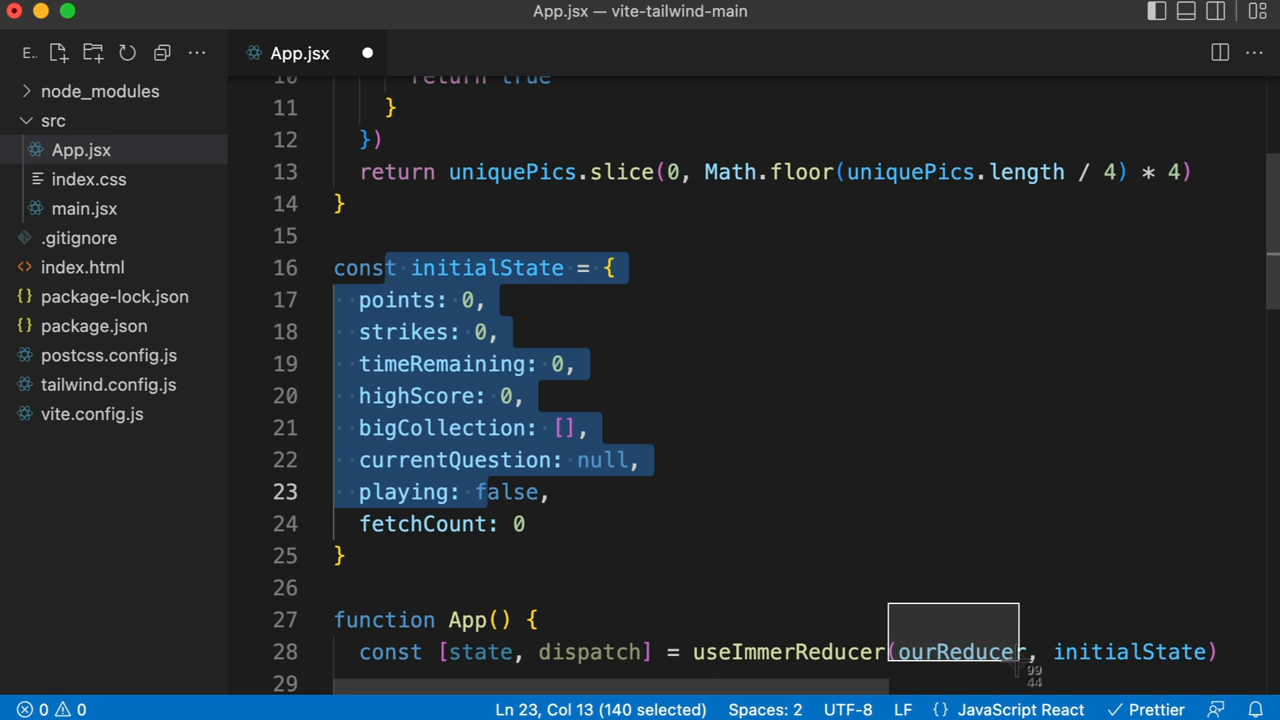 App.jsx — vite-tailwind-main
E..
App.jsx
node_modules
src
App.jsx
index.css
main.jsx
.gitignore
index.html
package-lock.json
package.json
postcss.config.js
tailwind.config.js
vite.config.js
10 return true
11 }
12 })
13 return uniquePics.slice(0, Math.floor(uniquePics.length / 4) * 4)
14 }
15
16 const initialState = {
17 points: 0,
18 strikes: 0,
19 timeRemaining: 0,
20 highScore: 0,
21 bigCollection: [],
22 currentQuestion: null,
23 playing: false,
24 fetchCount: 0
25 }
26
27 function App() {
28 const [state, dispatch] = useImmerReducer(ourReducer, initialState)
29
99
44
0 0 Ln 23, Col 13 (140 selected) Spaces: 2 UTF-8 LF {} JavaScript React Prettier